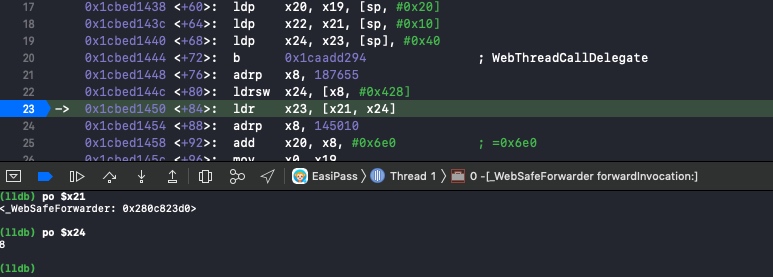 17 0x1cbed1438 <+60>: ldp x20, x19, [sp, #0x20]
18 0x1cbed143c <+64>: ldp x22, x21, [sp, #0x10]
19 0x1cbed1440 <+68>: ldp x24, x23, [sp], #0x40
20 0x1cbed1444 <+72>: b 0x1caadd294 ; WebThreadCallDelegate
21 0x1cbed1448 <+76>: adrp x8, 187655
22 0x1cbed144c <+80>: ldrsw x24, [x8, #0x428]
23 -> 0x1cbed1450 <+84>: ldr x23, [x21, x24]
24 0x1cbed1454 <+88>: adrp x8, 145010
25 0x1cbed1458 <+92>: add x20, x8, #0x6e0 ; =0x6e0
26 0x1cbed145c <+96>: mov x0, x19
EasiPass 〉 Thread 1 〉 0 -[_WebSafeForwarder forwardInvocation:]
(lldb) po $x21
<_WebSafeForwarder: 0x280c823d0>
(lldb) po $x24
8
(lldb)